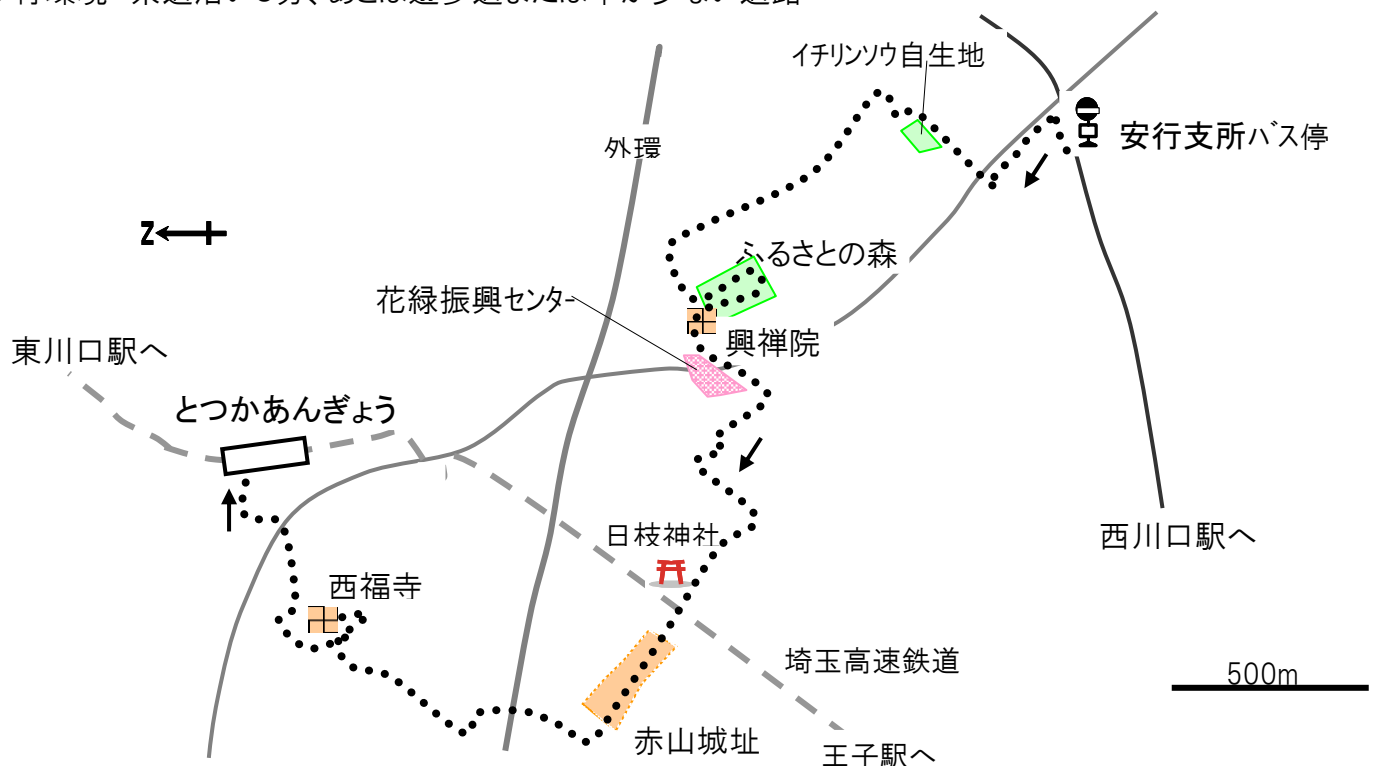 イチリンソウ自生地
外環
安行支所バス停
Z
ふるさとの森
花緑振興センター
興禅院
東川口駅へ
とつかあんぎょう
日枝神社
西川口駅へ
西福寺
埼玉高速鉄道
500m
赤山城址
王子駅へ